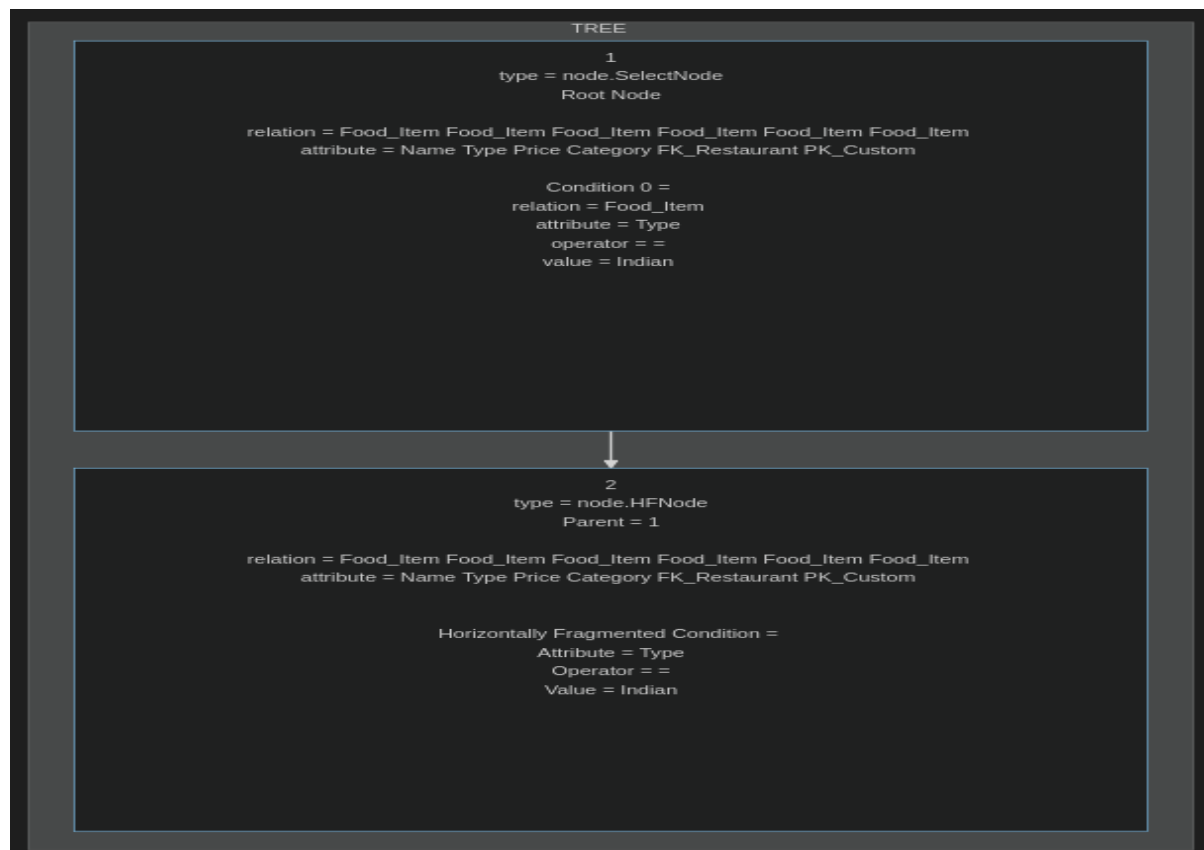 TREE
1
type = node.SelectNode
Root Node
relation = Food_Item Food_Item Food_Item Food_Item Food_Item Food_Item
attribute = Name Type Price Category FK_Restaurant PK_Custom
Condition 0 =
relation = Food_Item
attribute = Type
operator = =
value = Indian
2
type = node.HFNode
Parent = 1
relation = Food_Item Food_Item Food_Item Food_Item Food_Item Food_Item
attribute = Name Type Price Category FK_Restaurant PK_Custom
Horizontally Fragmented Condition =
Attribute = Type
Operator = =
Value = Indian